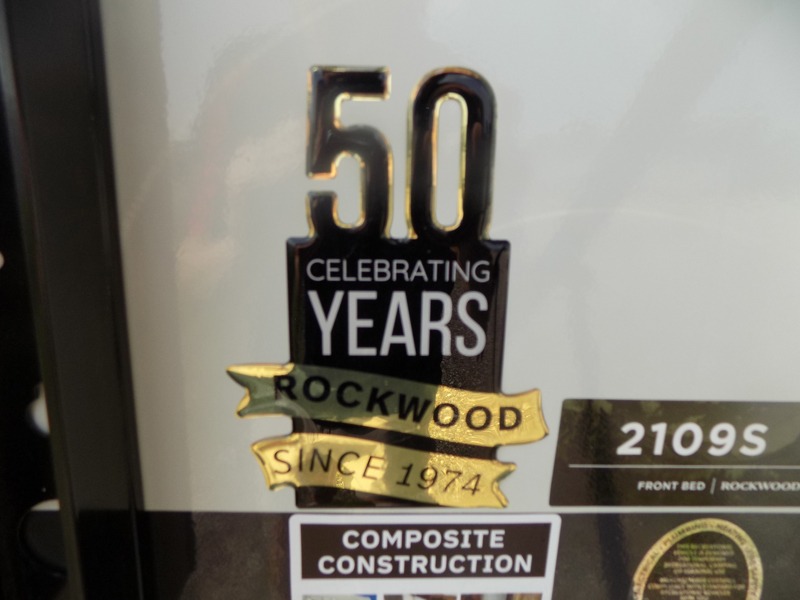 50
CELEBRATING
YEARS
ROCKWOOD
SINCE 1974
2109S
FRONT BED | ROCKWOOD
COMPOSITE
CONSTRUCTION